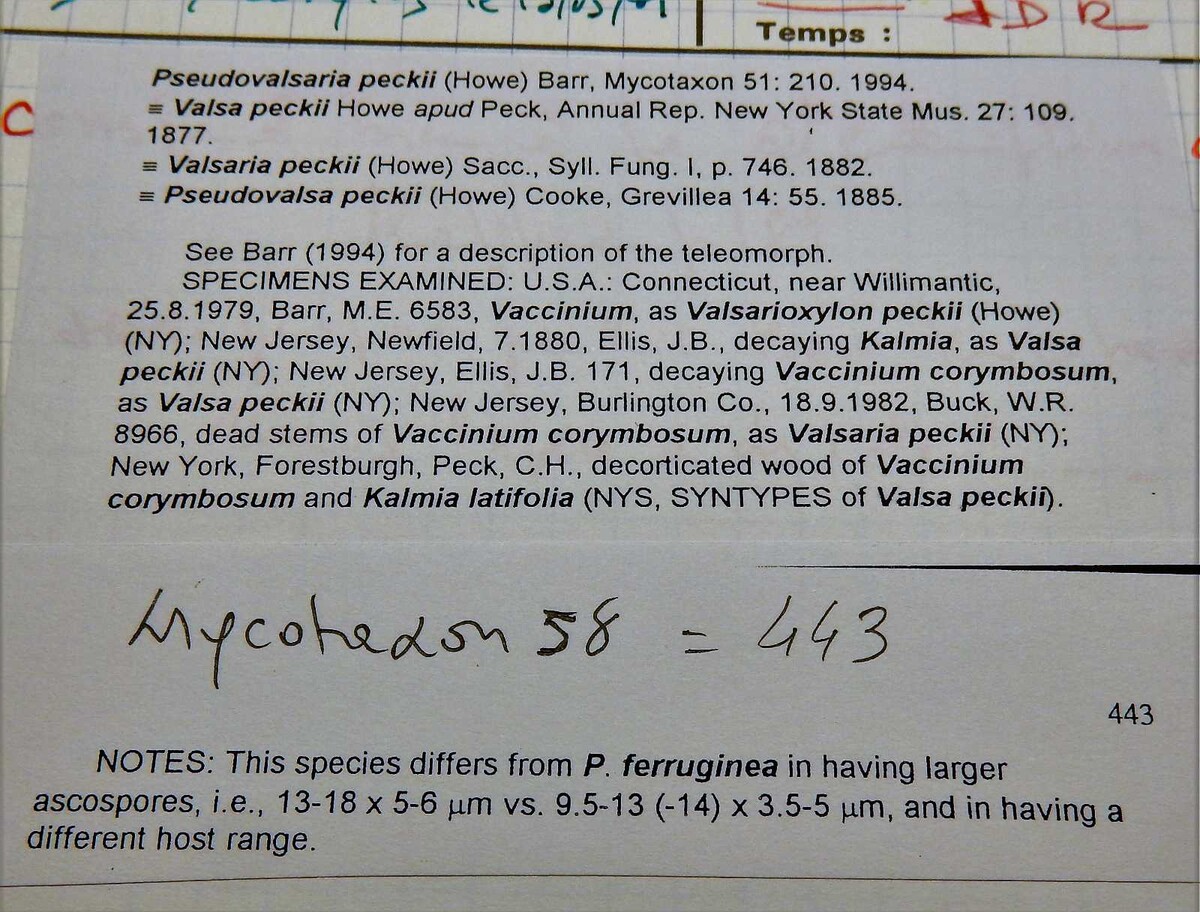 Temps :
ADR
Pseudovalsaria peckii (Howe) Barr, Mycotaxon 51: 210. 1994.
C
≡ Valsa peckii Howe apud Peck, Annual Rep. New York State Mus. 27: 109.
1877.
≡ Valsaria peckii (Howe) Sacc., Syll. Fung. I, p. 746. 1882.
≡ Pseudovalsa peckii (Howe) Cooke, Grevillea 14: 55. 1885.
See Barr (1994) for a description of the teleomorph.
SPECIMENS EXAMINED: U.S.A.: Connecticut, near Willimantic,
25.8.1979, Barr, M.E. 6583, Vaccinium, as Valsarioxylon peckii (Howe)
(NY); New Jersey, Newfield, 7.1880, Ellis, J.B., decaying Kalmia, as Valsa
peckii (NY); New Jersey, Ellis, J.B. 171, decaying Vaccinium corymbosum,
as Valsa peckii (NY); New Jersey, Burlington Co., 18.9.1982, Buck, W.R.
8966, dead stems of Vaccinium corymbosum, as Valsaria peckii (NY);
New York, Forestburgh, Peck, C.H., decorticated wood of Vaccinium
corymbosum and Kalmia latifolia (NYS, SYNTYPES of Valsa peckii).
Mycotaxon 58 = 443
443
NOTES: This species differs from P. ferruginea in having larger
ascospores, i.e., 13-18 x 5-6 µm vs. 9.5-13 (-14) x 3.5-5 µm, and in having a
different host range.